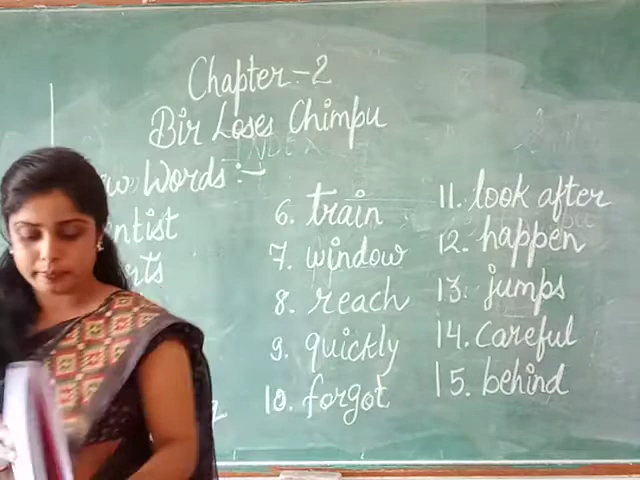 Chapter-2
Bir Loses Chimpu
Words:-
6. train
7. window
8. reach
9. quickly
10. forgot
11. look after
12. happen
13. jumps
14. careful
15. behind